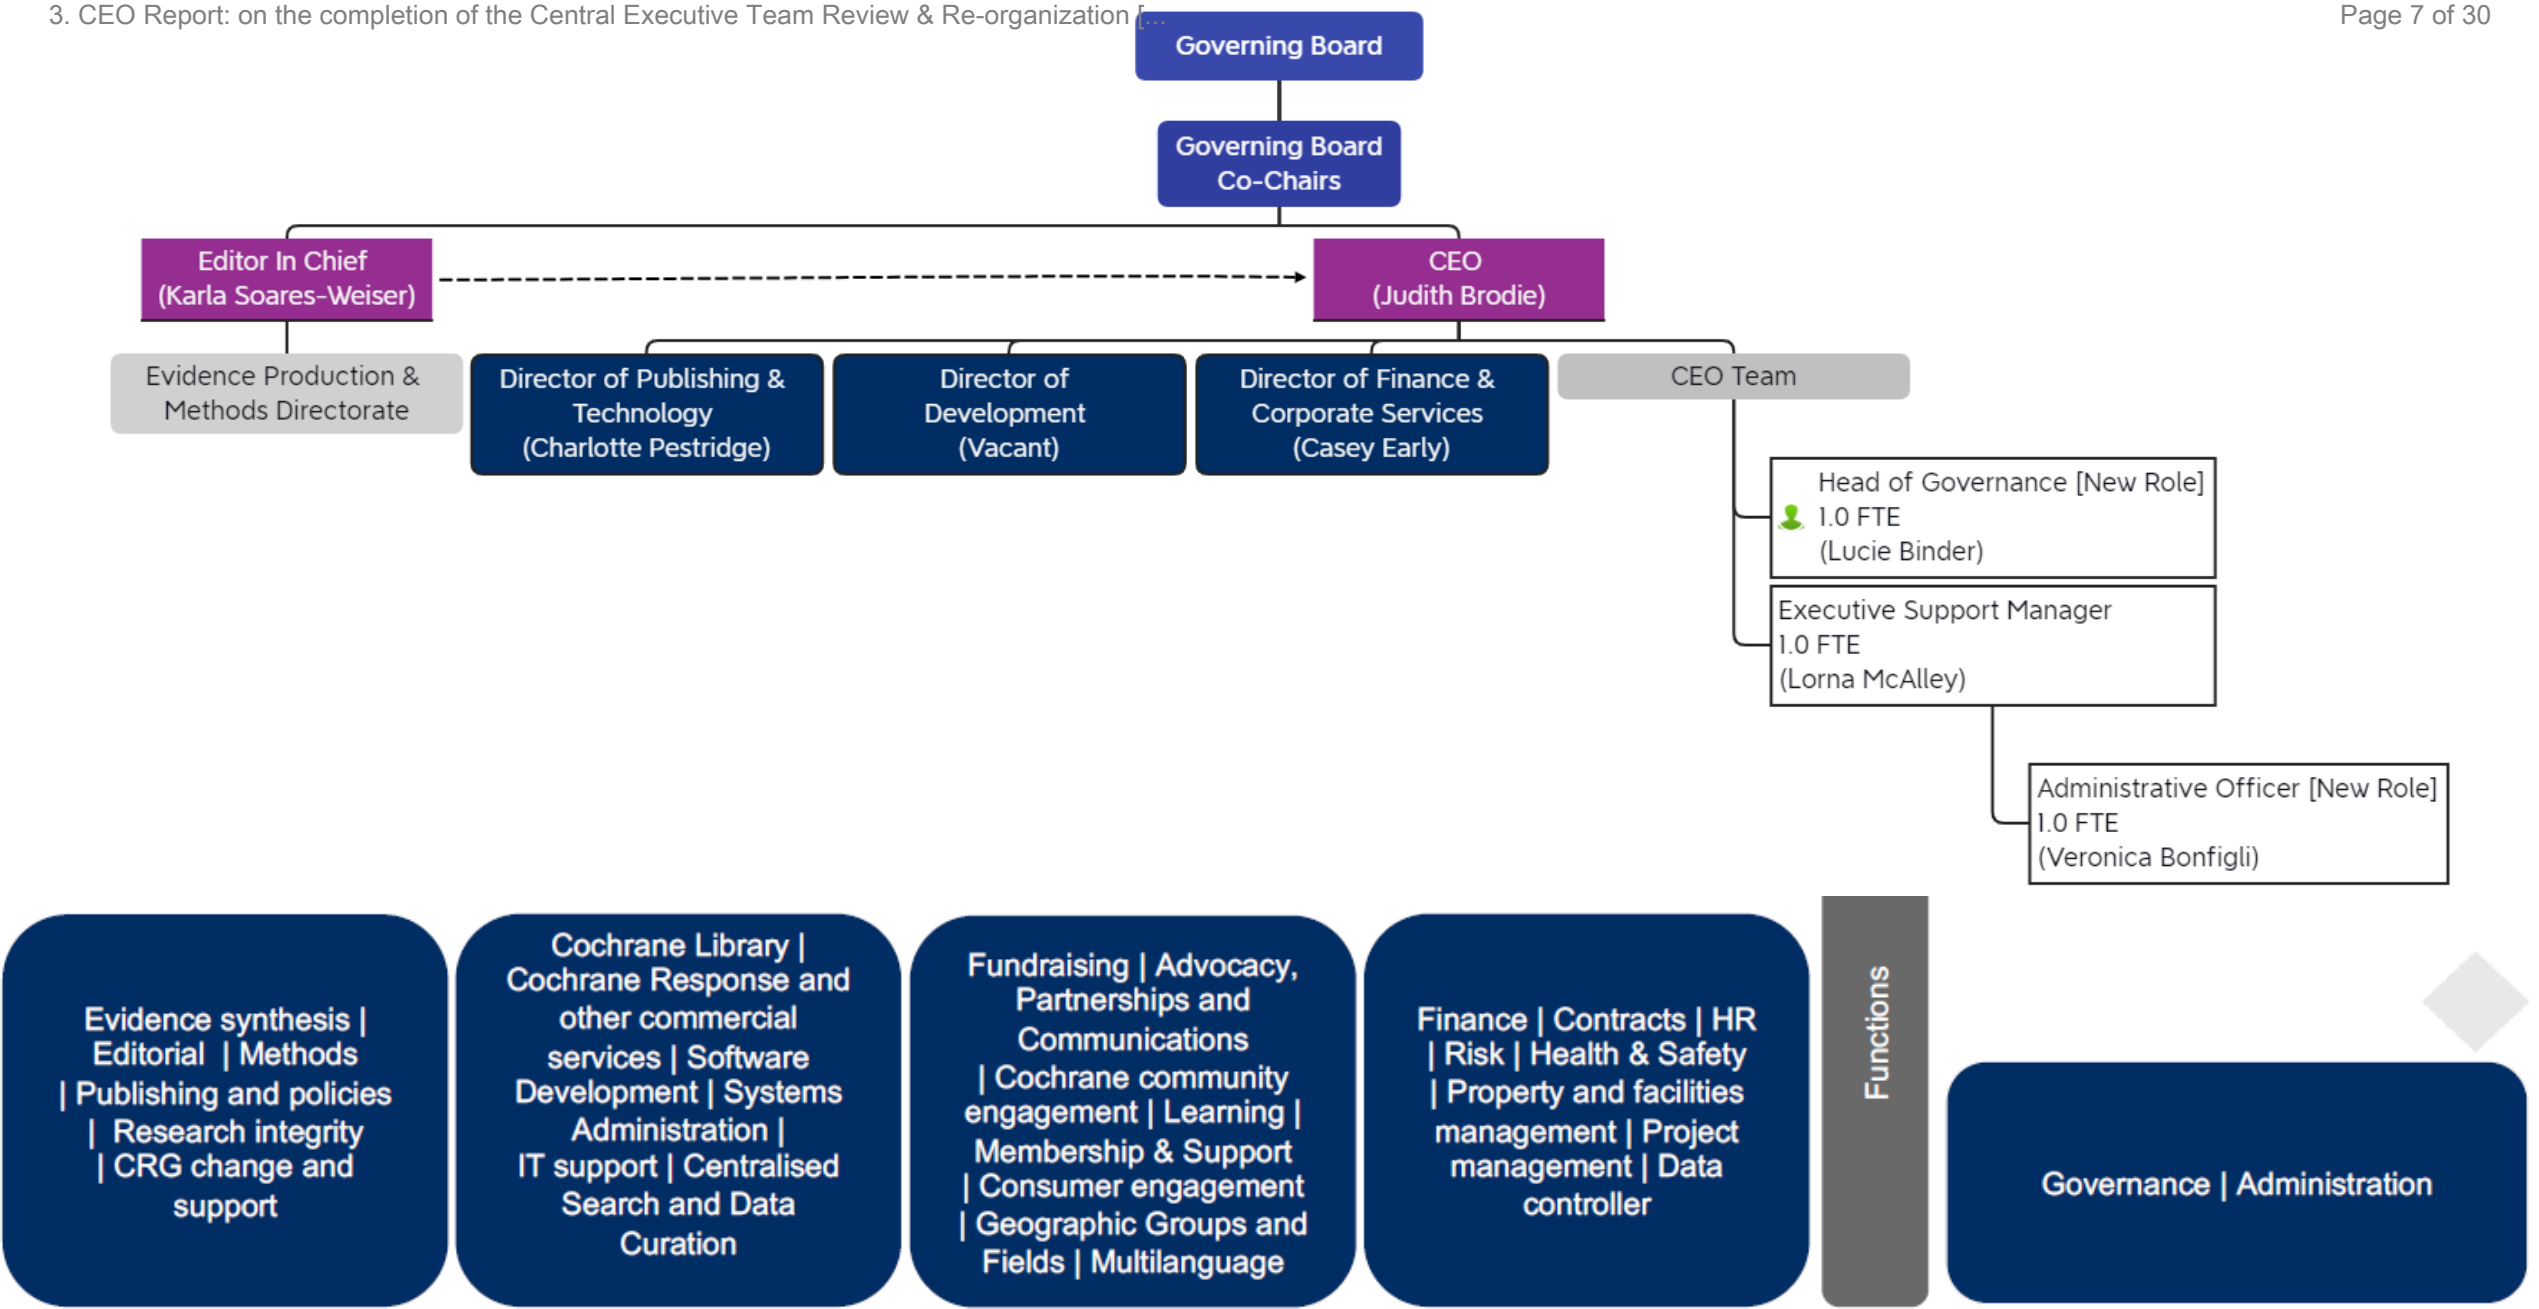 3. CEO Report: on the completion of the Central Executive Team Review & Re-organization [...
Page 7 of 30
Governing Board
Governing Board
Co-Chairs
Editor In Chief
(Karla Soares-Weiser)
CEO
(Judith Brodie)
Evidence Production &
Methods Directorate
Director of Publishing &
Technology
(Charlotte Pestridge)
Director of
Development
(Vacant)
Director of Finance &
Corporate Services
(Casey Early)
CEO Team
Head of Governance [New Role]
1.0 FTE
(Lucie Binder)
Executive Support Manager
1.0 FTE
(Lorna McAlley)
Administrative Officer [New Role]
1.0 FTE
(Veronica Bonfigli)
Evidence synthesis |
Editorial | Methods
| Publishing and policies
| Research integrity
| CRG change and
support
Cochrane Library |
Cochrane Response and
other commercial
services | Software
Development | Systems
Administration |
IT support | Centralised
Search and Data
Curation
Fundraising | Advocacy,
Partnerships and
Communications
| Cochrane community
engagement | Learning |
Membership & Support
| Consumer engagement
| Geographic Groups and
Fields | Multilanguage
Finance | Contracts | HR
| Risk | Health & Safety
| Property and facilities
management | Project
management | Data
controller
Functions
Governance | Administration